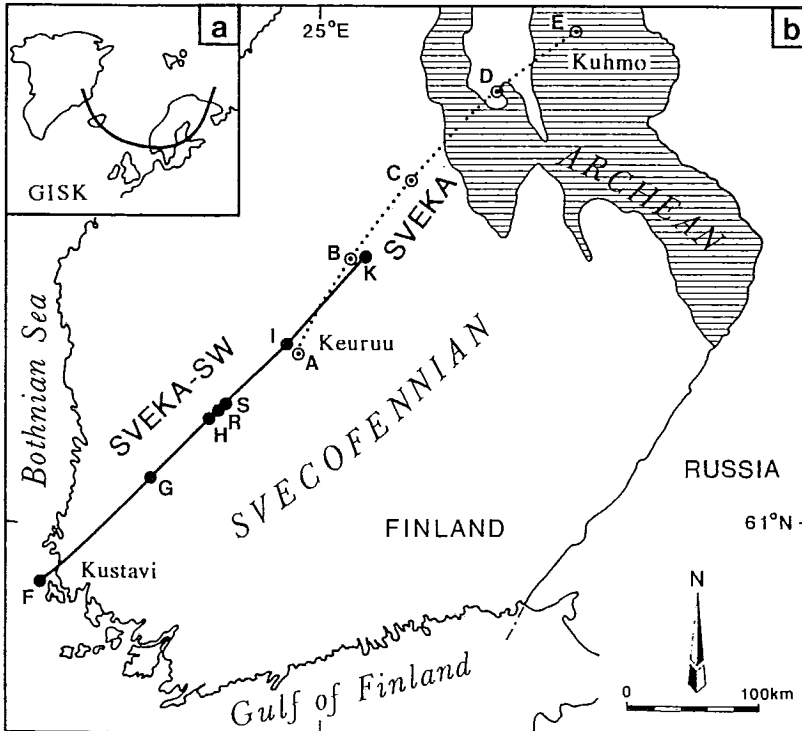 a
25°E
b
E
Kuhmo
D
GISK
ARCHEAN
C
SVEKA
B
K
Bothnian Sea
I
Keuruu
A
SVEKA-SW
S
R
H
SVECOFENNIAN
G
RUSSIA
FINLAND
61°N
Kustavi
F
N
Gulf of Finland
0 100km